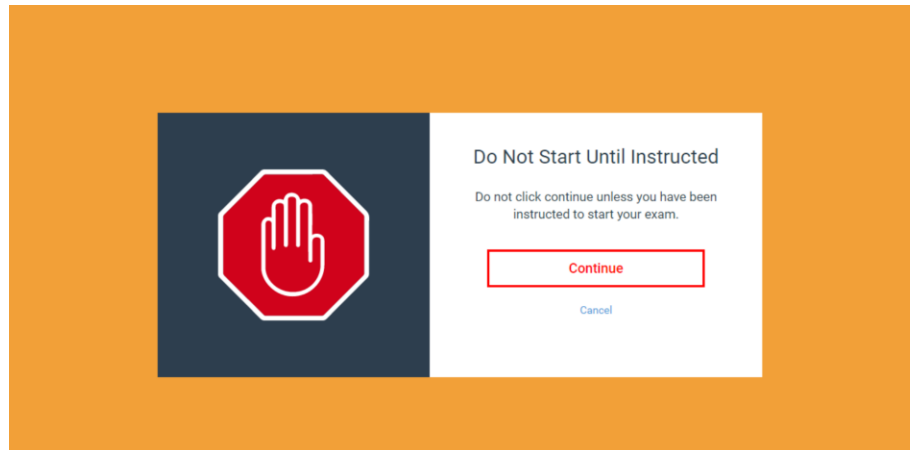 Do Not Start Until Instructed
Do not click continue unless you have been
instructed to start your exam.
Continue
Cancel